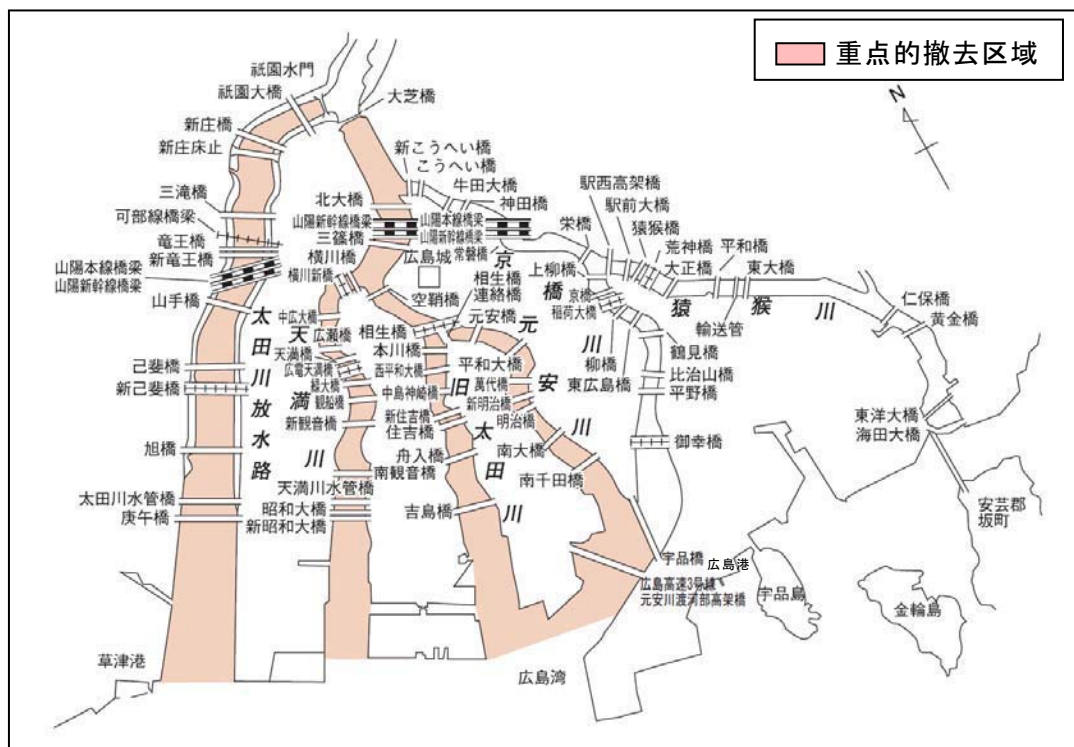 重点的撤去区域
N
祇園水門
祇園大橋
大芝橋
新庄橋
新庄床止
新こうへい橋
こうへい橋
牛田大橋
神田橋
三滝橋
可部線橋梁
竜王橋
新竜王橋
山陽本線橋梁
山陽新幹線橋梁
山手橋
北大橋
山陽新幹線橋梁
三篠橋
山陽本線橋梁
山陽新幹線橋梁
常磐橋
広島城
横川橋
横川新橋
空鞘橋
相生橋
連絡橋
相生橋
元安橋
栄橋
駅西高架橋
駅前大橋
猿猴橋
荒神橋
平和橋
大正橋
東大橋
上柳橋
京橋
稲荷大橋
柳橋
東広島橋
輸送管
仁保橋
黄金橋
京橋川
猿猴川
元安川
旧太田川
天満川
太田川放水路
中広大橋
広瀬橋
天満橋
広電天満橋
緑大橋
観船橋
新観音橋
本川橋
西平和大橋
中島神崎橋
新住吉橋
住吉橋
平和大橋
萬代橋
新明治橋
明治橋
鶴見橋
比治山橋
平野橋
御幸橋
己斐橋
新己斐橋
旭橋
太田川水管橋
庚午橋
南観音橋
天満川水管橋
昭和大橋
新昭和大橋
舟入橋
吉島橋
南大橋
南千田橋
宇品橋
広島高速3号線
元安川渡河部高架橋
広島港
宇品島
金輪島
東洋大橋
海田大橋
安芸郡
坂町
草津港
広島湾